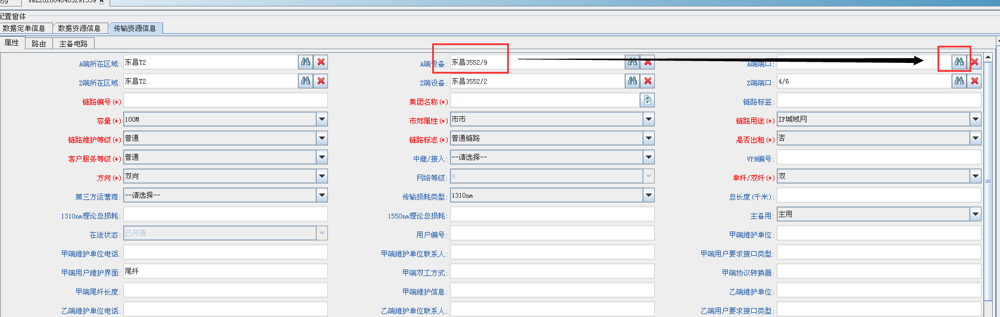 配置窗体
数据定单信息 数据资源信息 传输资源信息
属性 路由 主备电路
A端所在区域: 东昌T2 A端设备: 东昌3552/9 A端端口:
Z端所在区域: 东昌T2 Z端设备: 东昌3552/2 Z端端口: 4/6
链路编号(*) 集团名称(*) 链路标签:
容量(*) 100M 市郊属性(*) 市市 链路用途(*) IP城域网
链路维护等级(*) 普通 链路标志(*) 普通链路 是否出租(*) 否
客户服务等级(*) 普通 中继/接入: --请选择-- VPN编号:
方向(*) 双向 网络等级: N 单纤/双纤(*) 双
第三方运营商: --请选择-- 传输损耗类型: 1310nm 总长度(千米):
1310nm理论总损耗: 1550nm理论总损耗: 主备用: 主用
在途状态: 已开通 用户编号: 甲端维护单位:
甲端维护单位电话: 甲端维护单位联系人: 甲端用户要求接口类型:
甲端用户维护界面: 尾纤 甲端双工方式: 甲端协议转换器:
甲端尾纤长度: 甲端维护信息: 乙端维护单位:
乙端维护单位电话: 乙端维护单位联系人: 乙端用户要求接口类型: